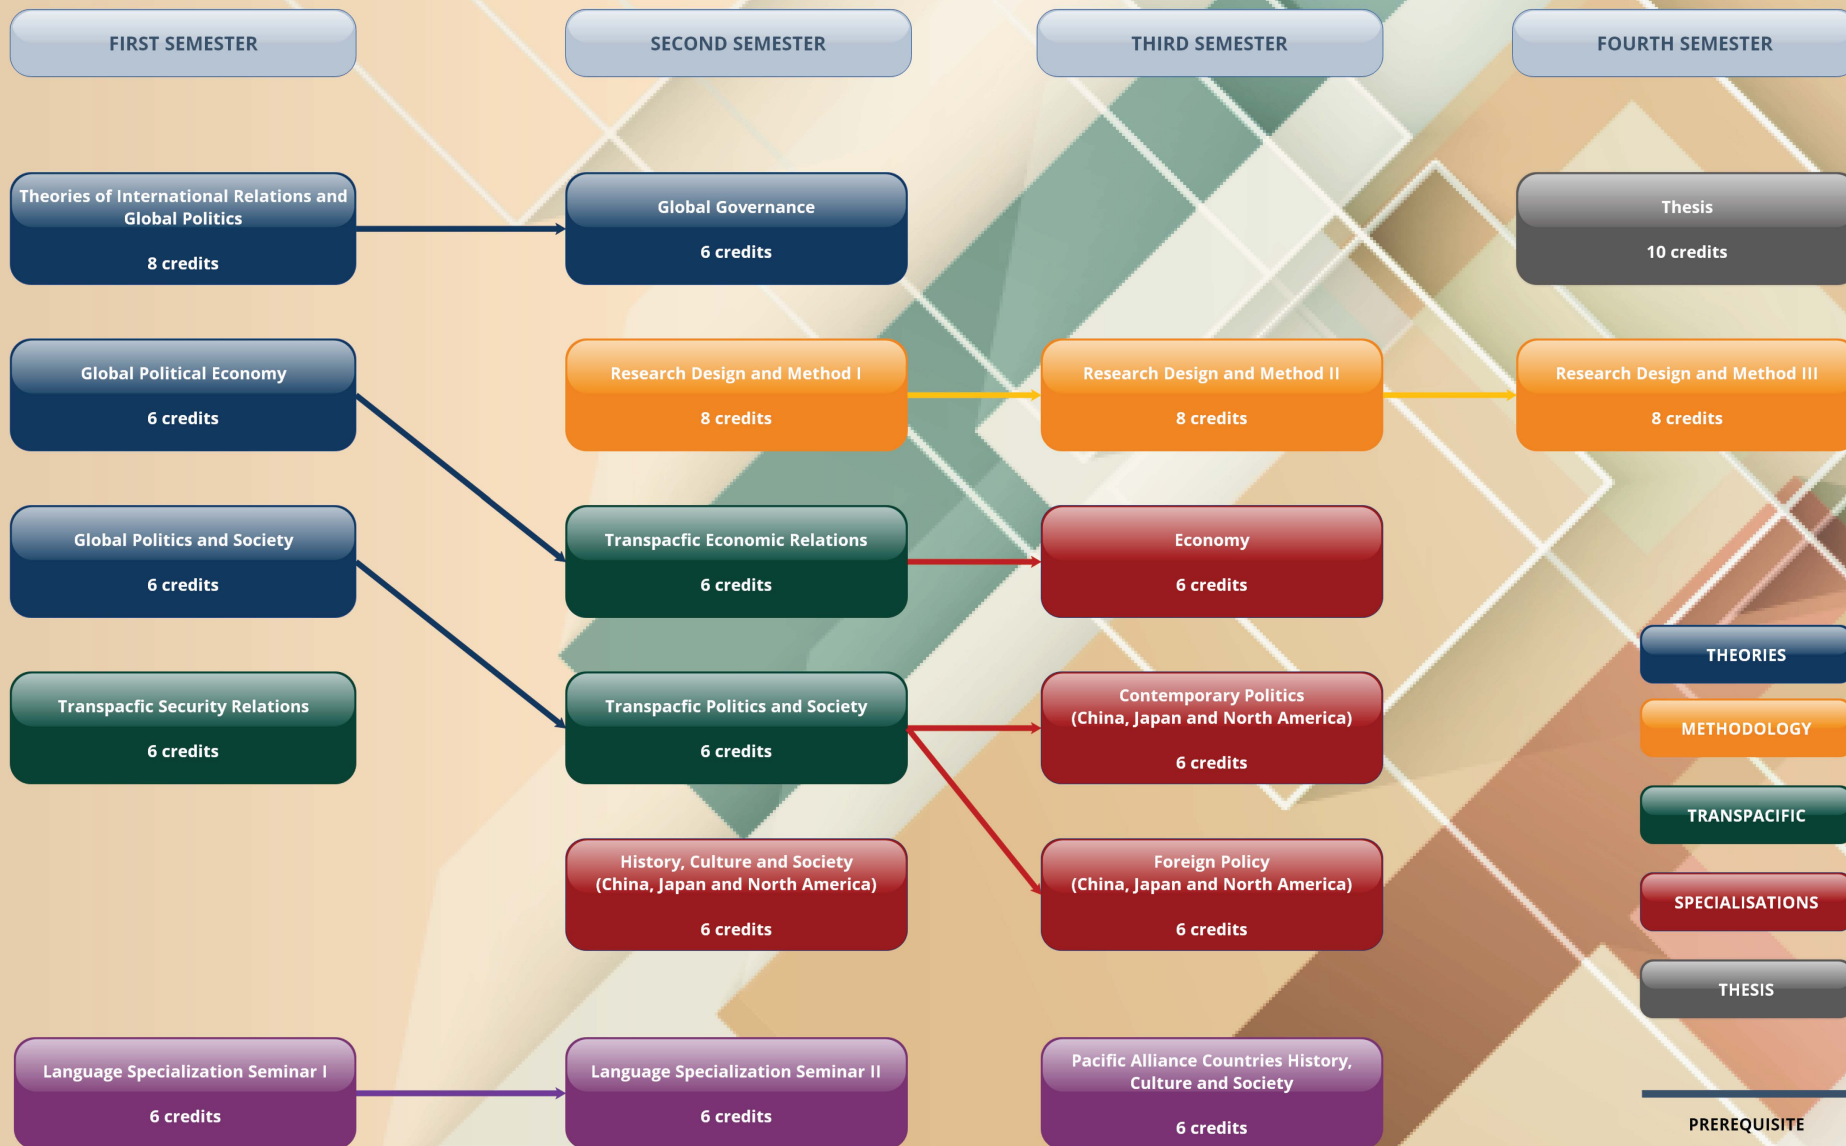 FIRST SEMESTER
SECOND SEMESTER
THIRD SEMESTER
FOURTH SEMESTER
Theories of International Relations and
Global Politics
8 credits
Global Governance
6 credits
Thesis
10 credits
Global Political Economy
6 credits
Research Design and Method I
8 credits
Research Design and Method II
8 credits
Research Design and Method III
8 credits
Global Politics and Society
6 credits
Transpacfic Economic Relations
6 credits
Economy
6 credits
Transpacfic Security Relations
6 credits
Transpacfic Politics and Society
6 credits
Contemporary Politics
(China, Japan and North America)
6 credits
History, Culture and Society
(China, Japan and North America)
6 credits
Foreign Policy
(China, Japan and North America)
6 credits
Language Specialization Seminar I
6 credits
Language Specialization Seminar II
6 credits
Pacific Alliance Countries History,
Culture and Society
6 credits
THEORIES
METHODOLOGY
TRANSPACIFIC
SPECIALISATIONS
THESIS
PREREQUISITE